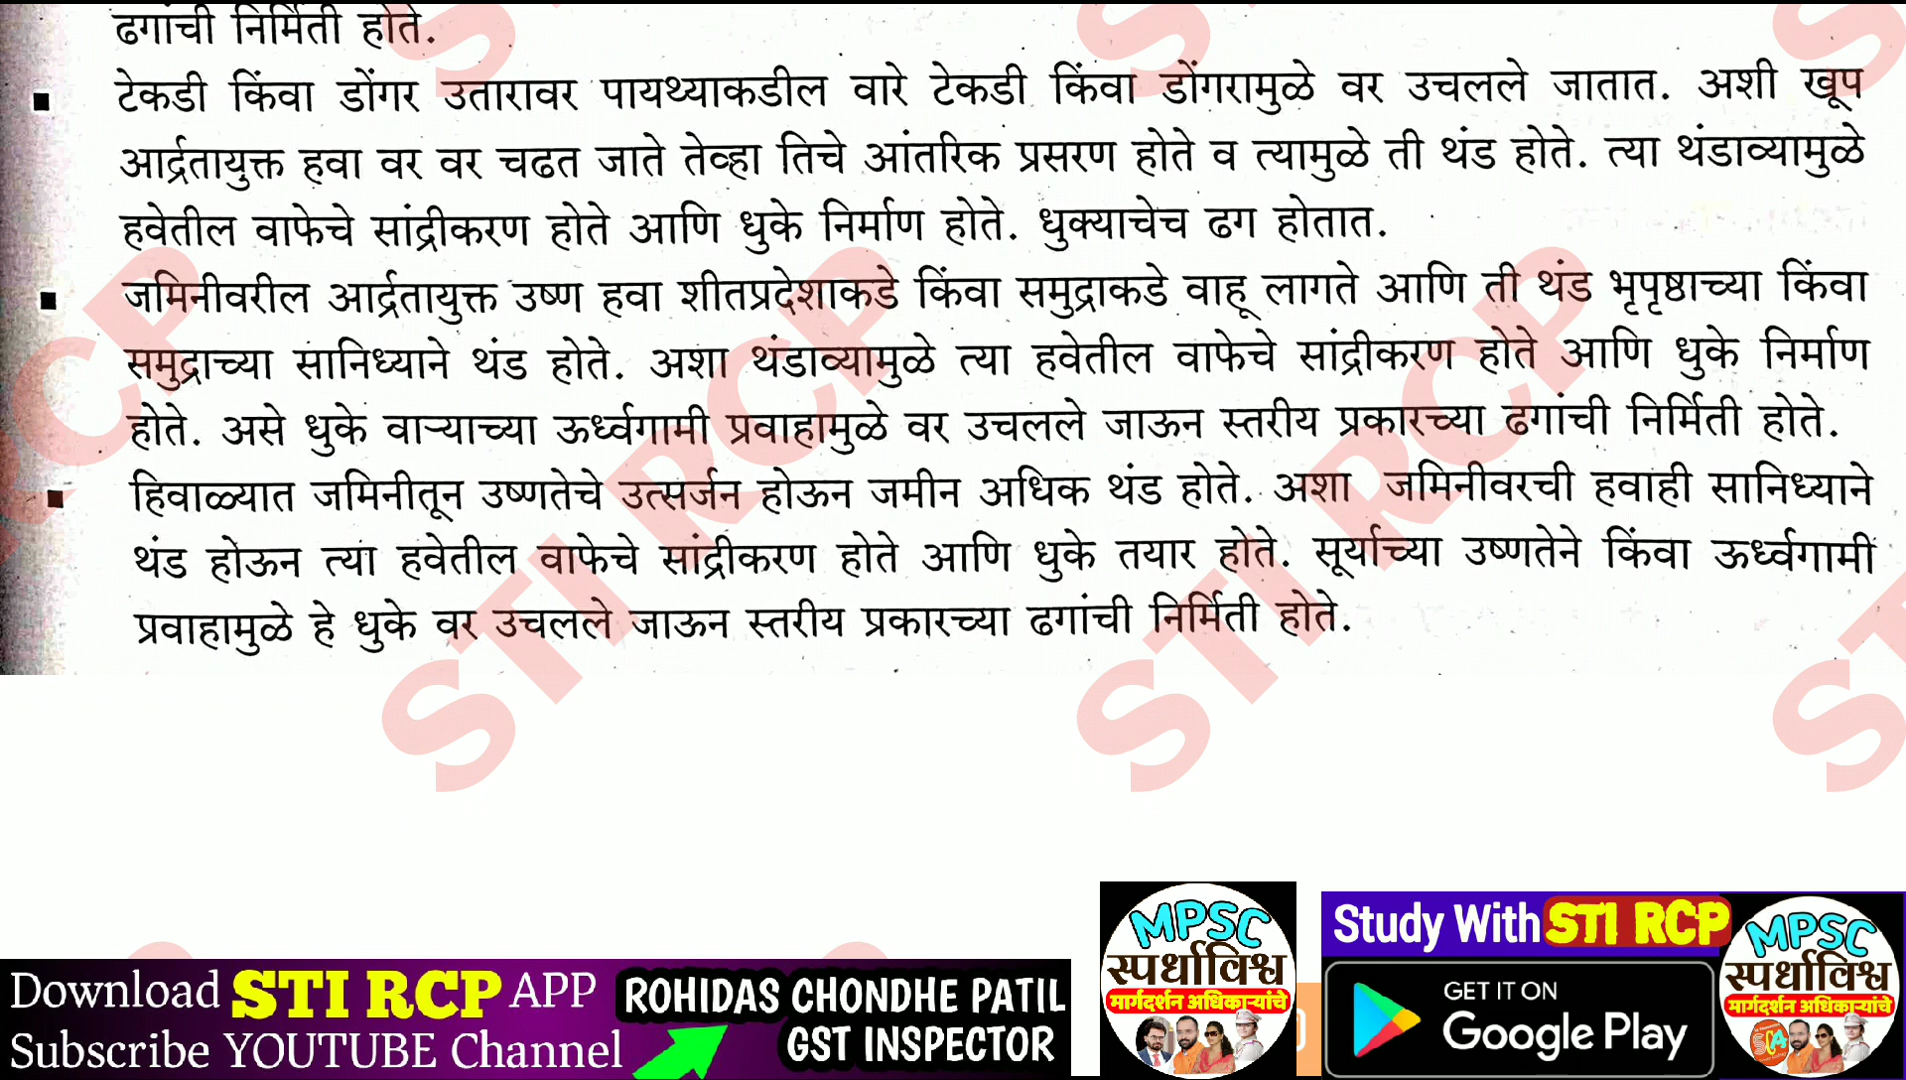 ढगांची निर्मिती होते.
▪ टेकडी किंवा डोंगर उतारावर पायथ्याकडील वारे टेकडी किंवा डोंगरामुळे वर उचलले जातात. अशी खूप
आर्द्रतायुक्त हवा वर वर चढत जाते तेव्हा तिचे आंतरिक प्रसरण होते व त्यामुळे ती थंड होते. त्या थंडाव्यामुळे
हवेतील वाफेचे सांद्रीकरण होते आणि धुके निर्माण होते. धुक्याचेच ढग होतात.
▪ जमिनीवरील आर्द्रतायुक्त उष्ण हवा शीतप्रदेशाकडे किंवा समुद्राकडे वाहू लागते आणि ती थंड भृपृष्ठाच्या किंवा
समुद्राच्या सानिध्याने थंड होते. अशा थंडाव्यामुळे त्या हवेतील वाफेचे सांद्रीकरण होते आणि धुके निर्माण
होते. असे धुके वाऱ्याच्या ऊर्ध्वगामी प्रवाहामुळे वर उचलले जाऊन स्तरीय प्रकारच्या ढगांची निर्मिती होते.
▪ हिवाळ्यात जमिनीतून उष्णतेचे उत्सर्जन होऊन जमीन अधिक थंड होते. अशा जमिनीवरची हवाही सानिध्याने
थंड होऊन त्या हवेतील वाफेचे सांद्रीकरण होते आणि धुके तयार होते. सूर्याच्या उष्णतेने किंवा ऊर्ध्वगामी
प्रवाहामुळे हे धुके वर उचलले जाऊन स्तरीय प्रकारच्या ढगांची निर्मिती होते.
STI RCP
Download STI RCP APP
Subscribe YOUTUBE Channel
ROHIDAS CHONDHE PATIL
GST INSPECTOR
MPSC
स्पर्धाविश्व
मार्गदर्शन अधिकाऱ्यांचे
Study With STI RCP
GET IT ON
Google Play
MPSC
स्पर्धाविश्व
मार्गदर्शन अधिकाऱ्यांचे